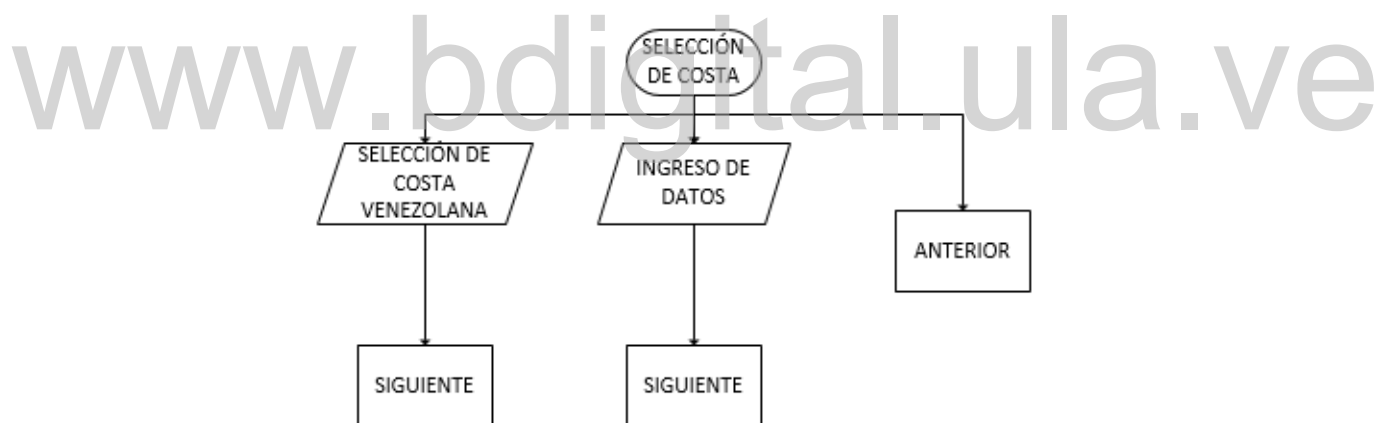 www.bdigital.ula.ve
SELECCIÓN
DE COSTA
SELECCIÓN DE
COSTA
VENEZOLANA
INGRESO DE
DATOS
ANTERIOR
SIGUIENTE
SIGUIENTE